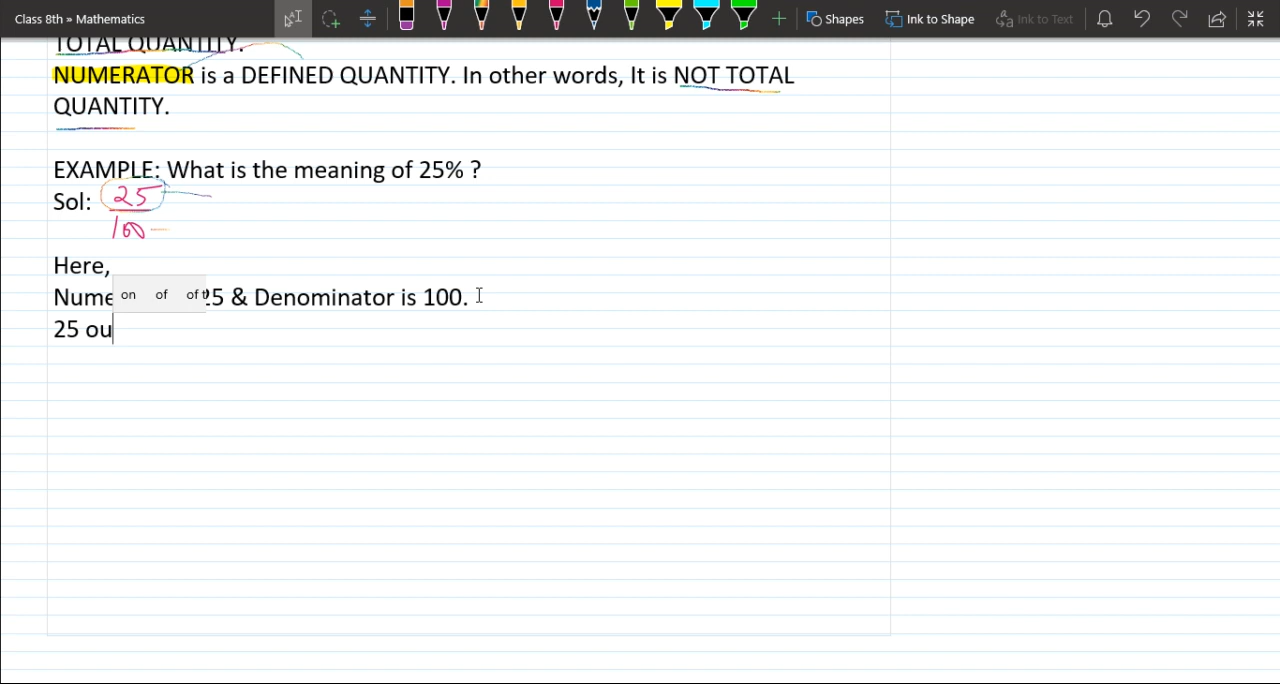 Class 8th » Mathematics
Shapes
Ink to Shape
Ink to Text
TOTAL QUANTITY.
NUMERATOR is a DEFINED QUANTITY. In other words, It is NOT TOTAL
QUANTITY.
EXAMPLE: What is the meaning of 25% ?
Sol: 25
100
Here,
on of of t
Nume 25 & Denominator is 100.
25 ou